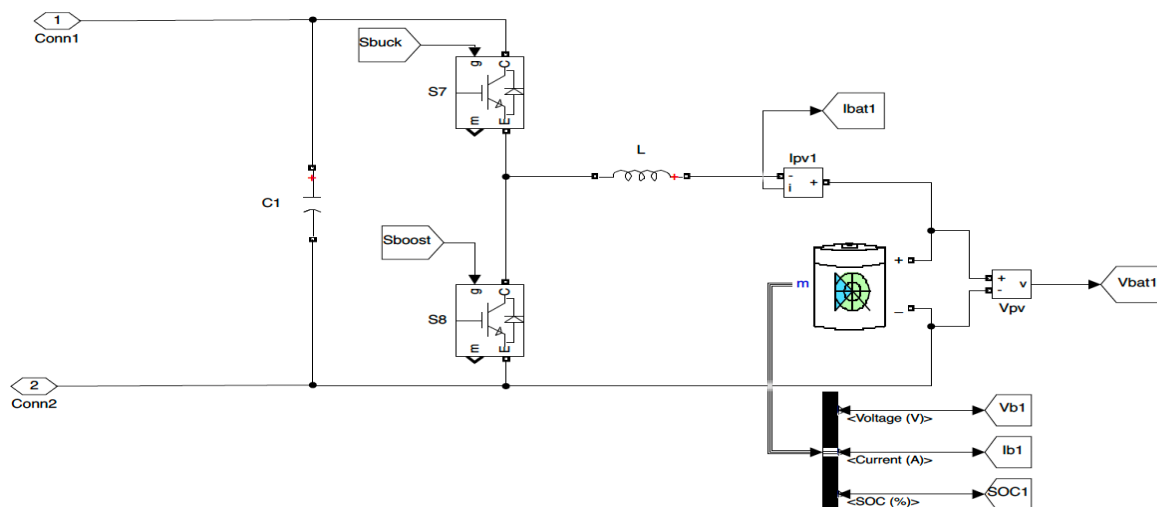 1
Conn1
Sbuck
g
C
S7
m
E
Ibat1
L
Ipv1
-
i
+
C1
+
+
Sboost
g
C
S8
m
E
m
+
_
+
-
v
Vpv
Vbat1
2
Conn2
<Voltage (V)>
Vb1
<Current (A)>
Ib1
<SOC (%)>
SOC1